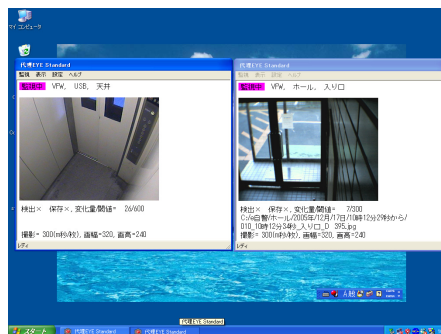 マイ コンピュータ
代理EYE Standard
監視 表示 設定 ヘルプ
監視中 VFW, USB, 天井
検出× 保存×, 変化量/閾値= 26/600
撮影= 300(m秒/枚), 画幅=320, 画高=240
レディ
代理EYE Standard
監視 表示 設定 ヘルプ
監視中 VFW, ホール, 入り口
検出× 保存×, 変化量/閾値= 7/300
C:/e自警/ホール/2005年/12月/17日/10時12分29秒から/
D10_10時12分34秒_入り口_D 395.jpg
撮影= 300(m秒/枚), 画幅=320, 画高=240
レディ
代理EYE Standard
スタート
代理EYE Standard
代理EYE Standard